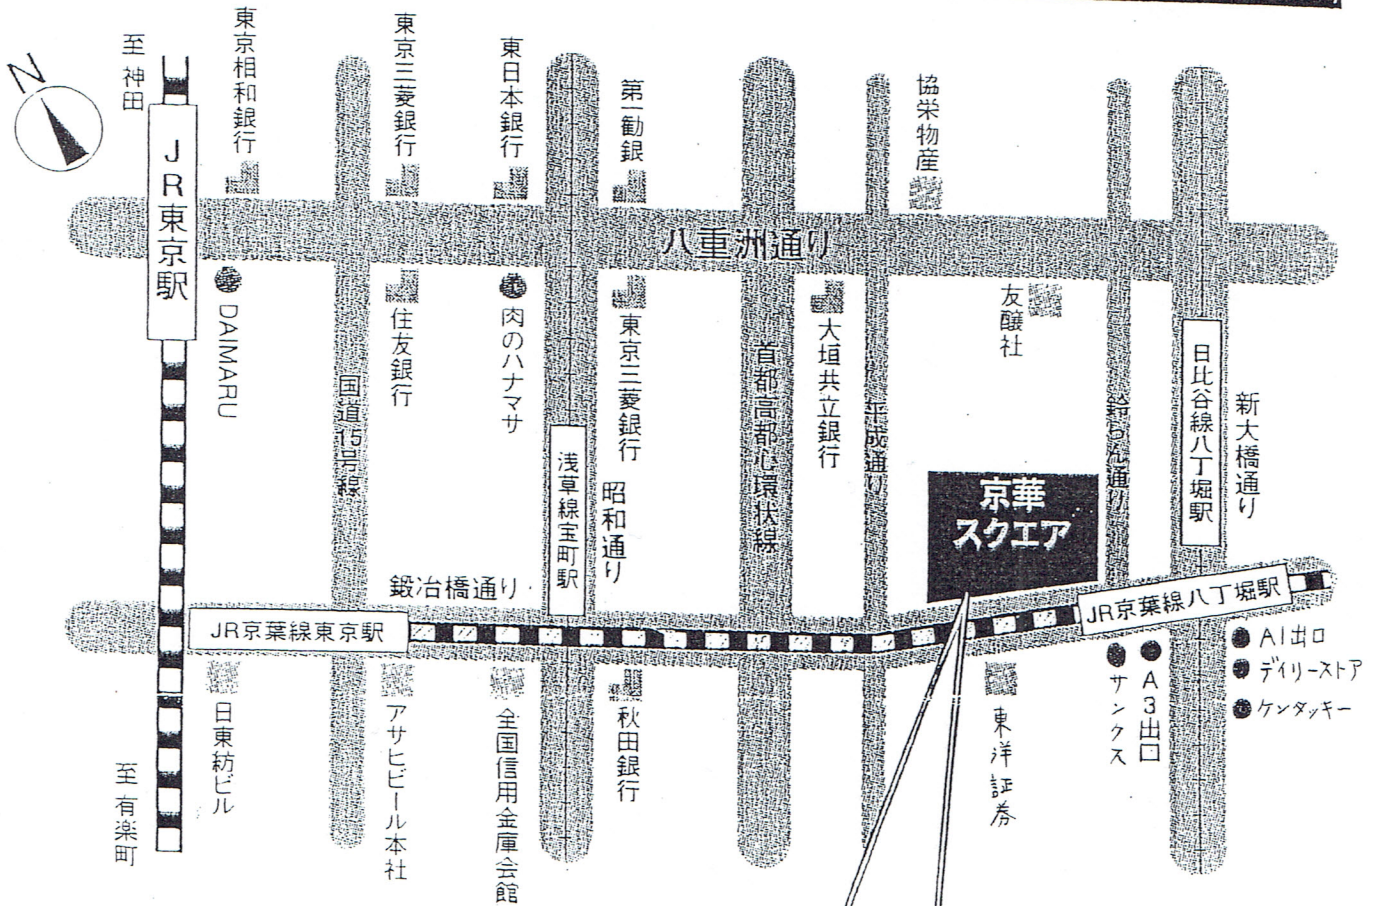 N
至 神田
JR東京駅
至 有楽町
東京相和銀行
東京三菱銀行
東日本銀行
第一勧銀
協栄物産
八重洲通り
DAIMARU
住友銀行
肉のハナマサ
東京三菱銀行
大垣共立銀行
友醸社
国道15号線
浅草線宝町駅
昭和通り
首都高都心環状線
平成通り
鈴らん通り
日比谷線八丁堀駅
新大橋通り
京華
スクエア
鍛冶橋通り
JR京葉線東京駅
JR京葉線八丁堀駅
日東紡ビル
アサヒビール本社
全国信用金庫会館
秋田銀行
東洋証券
サンクス
A3出口
A1出口
デイリーストア
ケンタッキー